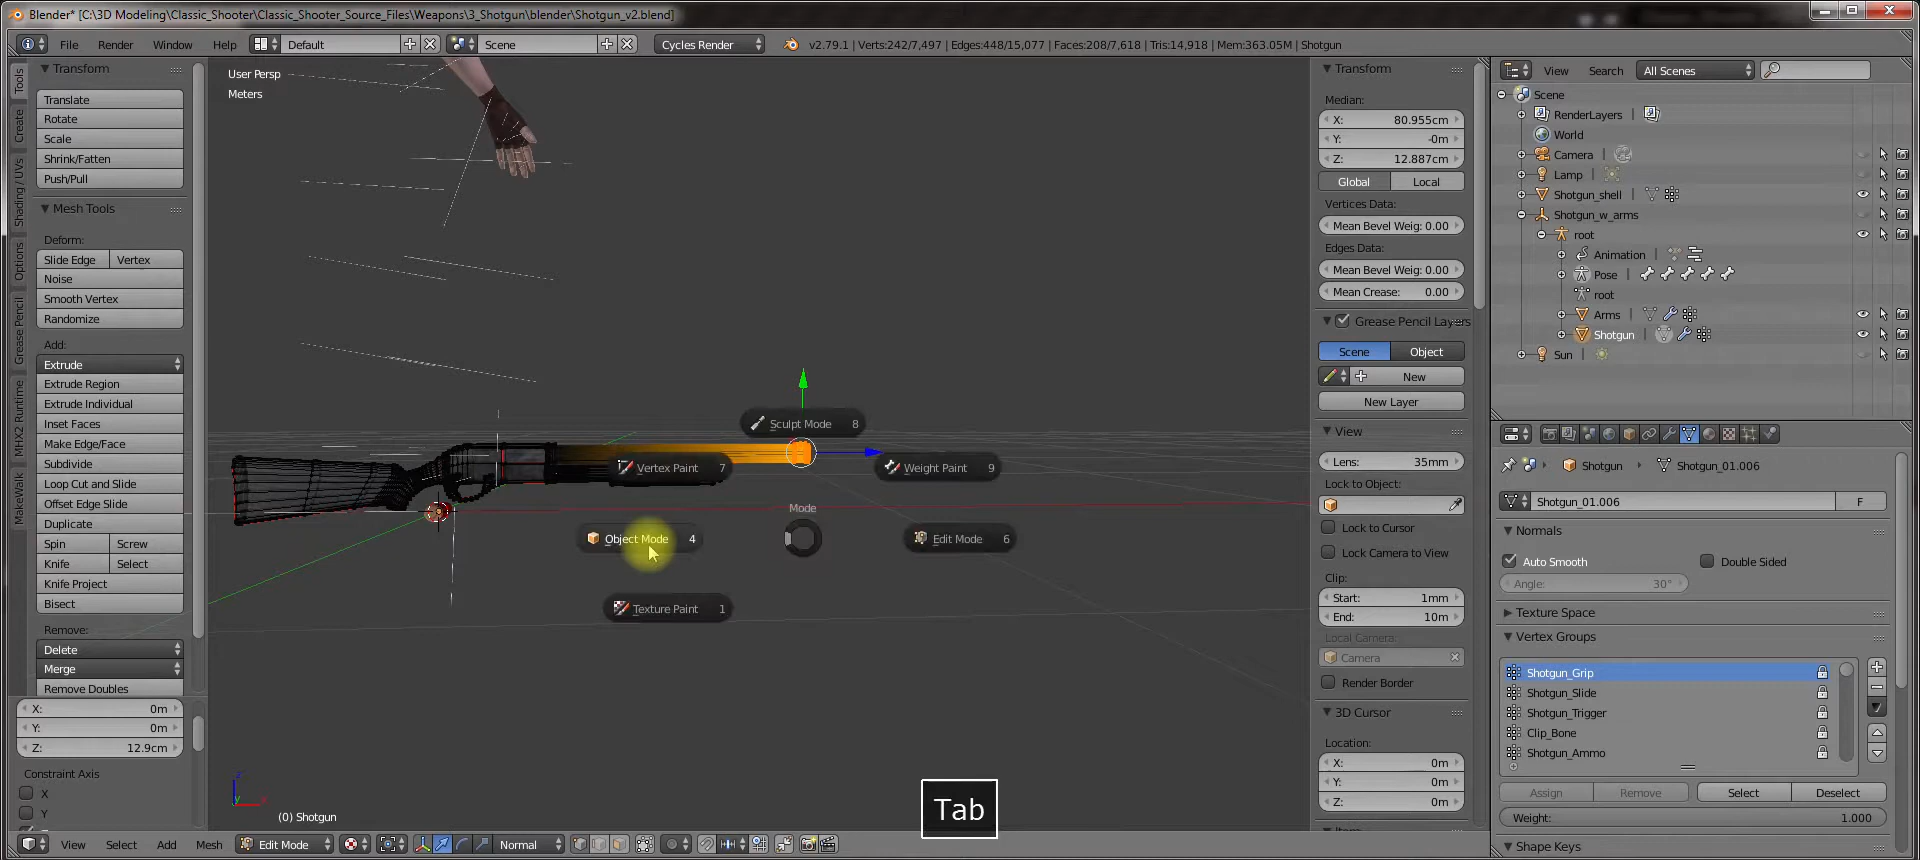 Blender* [C:\3D Modeling\Classic_Shooter\Classic_Shooter_Source_Files\Weapons\3_Shotgun\blender\Shotgun_v2.blend]
File Render Window Help Default Scene Cycles Render v2.79.1 | Verts:242/7,497 | Edges:448/15,077 | Faces:208/7,618 | Tris:14,918 | Mem:363.05M | Shotgun
Tools
Create
Shading / UVs
Options
Grease Pencil
MHX2 Runtime
MakeWalk
Transform
Translate
Rotate
Scale
Shrink/Fatten
Push/Pull
Mesh Tools
Deform:
Slide Edge Vertex
Noise
Smooth Vertex
Randomize
Add:
Extrude
Extrude Region
Extrude Individual
Inset Faces
Make Edge/Face
Subdivide
Loop Cut and Slide
Offset Edge Slide
Duplicate
Spin Screw
Knife Select
Knife Project
Bisect
Remove:
Delete
Merge
Remove Doubles
X: 0m
Y: 0m
Z: 12.9cm
Constraint Axis
X
Y
User Persp
Meters
Sculpt Mode 8
Vertex Paint 7
Weight Paint 9
Mode
Object Mode 4
Edit Mode 6
Texture Paint 1
Tab
z
y
x
(0) Shotgun
View Select Add Mesh Edit Mode Normal
Transform
Median:
X: 80.955cm
Y: -0m
Z: 12.887cm
Global Local
Vertices Data:
Mean Bevel Weig: 0.00
Edges Data:
Mean Bevel Weig: 0.00
Mean Crease: 0.00
Grease Pencil Layers
Scene Object
New
New Layer
View
Lens: 35mm
Lock to Object:
Lock to Cursor
Lock Camera to View
Clip:
Start: 1mm
End: 10m
Local Camera:
Camera
Render Border
3D Cursor
Location:
X: 0m
Y: 0m
Z: 0m
View Search All Scenes
Scene
RenderLayers
World
Camera
Lamp
Shotgun_shell
Shotgun_w_arms
root
Animation
Pose
root
Arms
Shotgun
Sun
Shotgun Shotgun_01.006
Shotgun_01.006 F
Normals
Auto Smooth Double Sided
Angle: 30°
Texture Space
Vertex Groups
Shotgun_Grip
Shotgun_Slide
Shotgun_Trigger
Clip_Bone
Shotgun_Ammo
Assign Remove Select Deselect
Weight: 1.000
Shape Keys